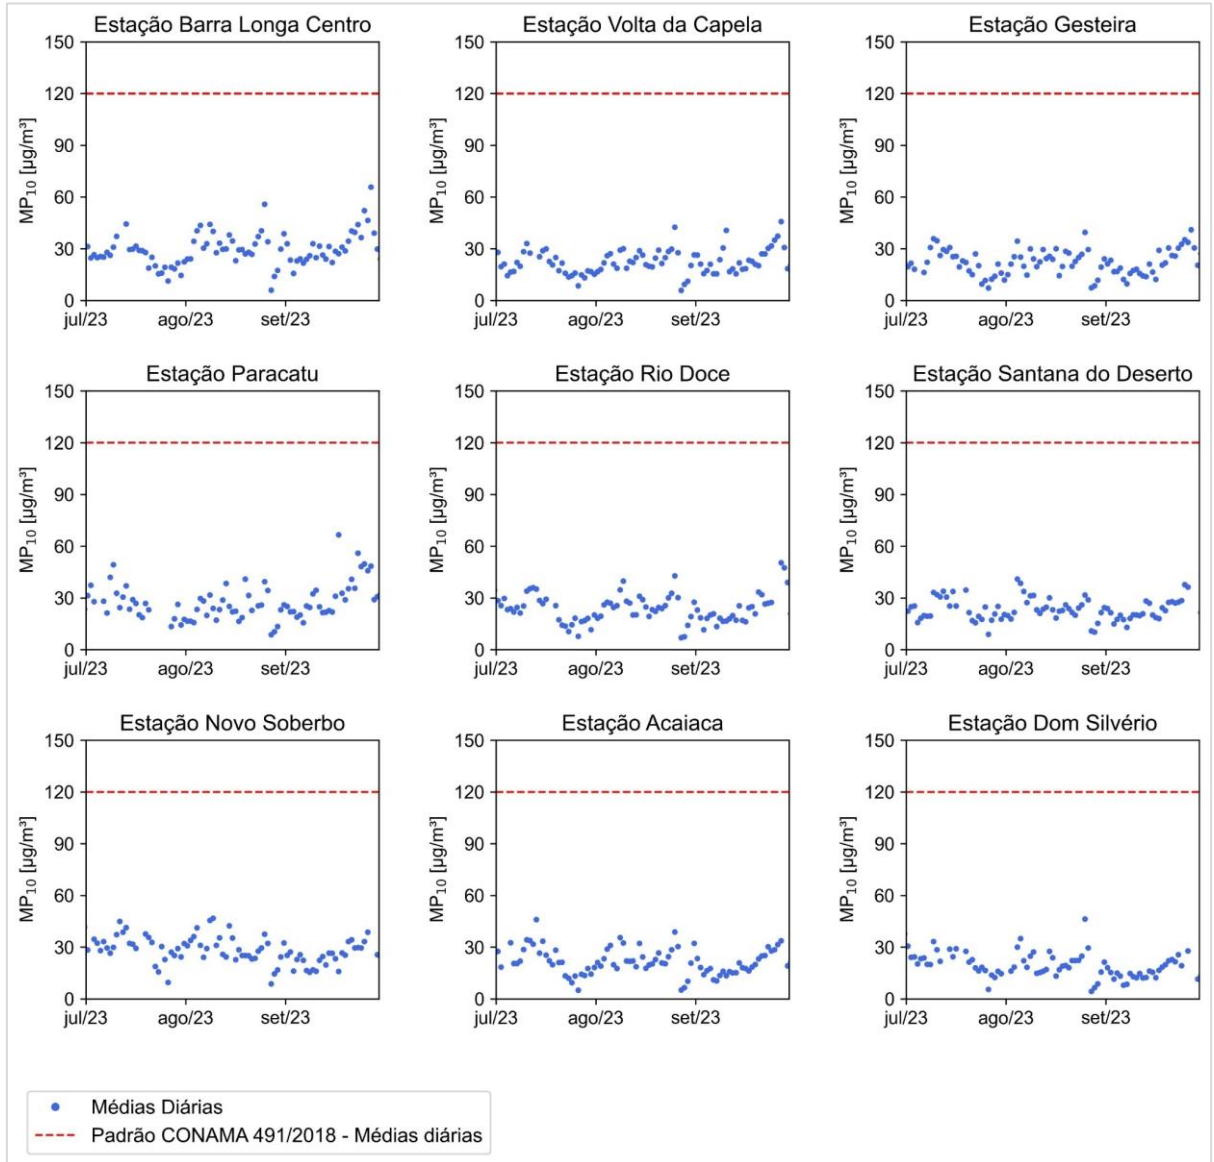 Estação Barra Longa Centro
150
120
90
60
30
0
MP₁₀ [µg/m³]
jul/23 ago/23 set/23
Estação Volta da Capela
150
120
90
60
30
0
MP₁₀ [µg/m³]
jul/23 ago/23 set/23
Estação Gesteira
150
120
90
60
30
0
MP₁₀ [µg/m³]
jul/23 ago/23 set/23
Estação Paracatu
150
120
90
60
30
0
MP₁₀ [µg/m³]
jul/23 ago/23 set/23
Estação Rio Doce
150
120
90
60
30
0
MP₁₀ [µg/m³]
jul/23 ago/23 set/23
Estação Santana do Deserto
150
120
90
60
30
0
MP₁₀ [µg/m³]
jul/23 ago/23 set/23
Estação Novo Soberbo
150
120
90
60
30
0
MP₁₀ [µg/m³]
jul/23 ago/23 set/23
Estação Acaiaca
150
120
90
60
30
0
MP₁₀ [µg/m³]
jul/23 ago/23 set/23
Estação Dom Silvério
150
120
90
60
30
0
MP₁₀ [µg/m³]
jul/23 ago/23 set/23
Médias Diárias
Padrão CONAMA 491/2018 - Médias diárias